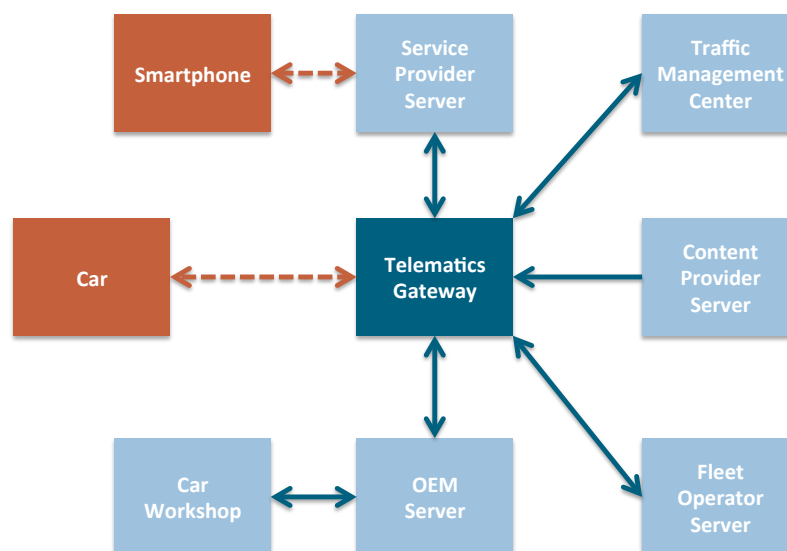 Smartphone
Service
Provider
Server
Traffic
Management
Center
Car
Telematics
Gateway
Content
Provider
Server
Car
Workshop
OEM
Server
Fleet
Operator
Server